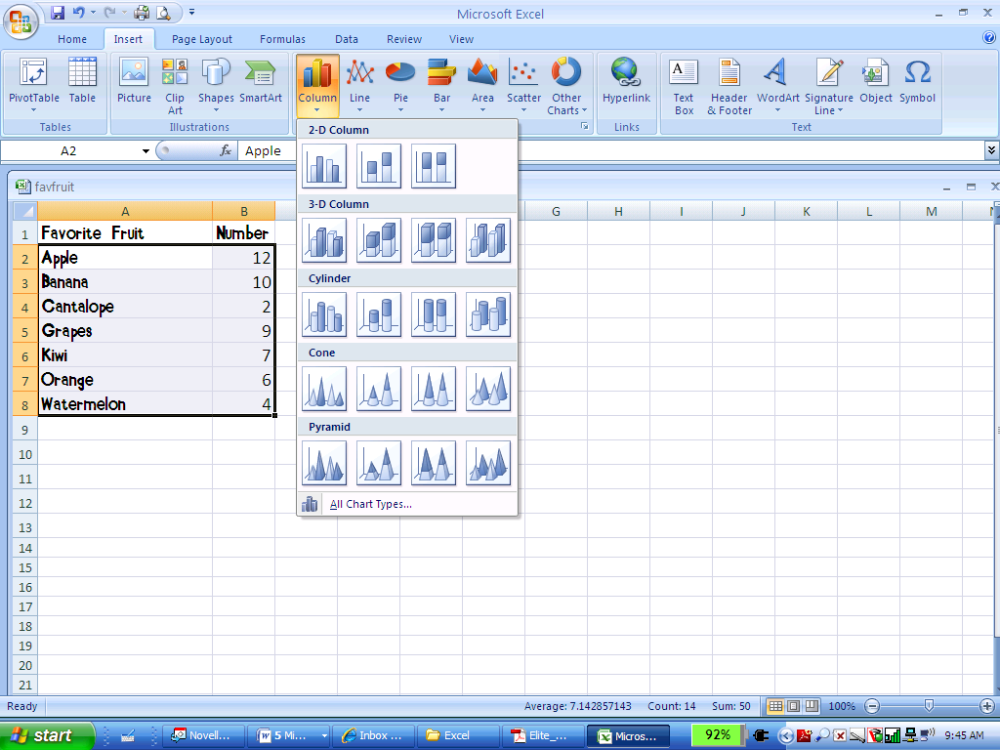 Microsoft Excel
Home Insert Page Layout Formulas Data Review View
PivotTable Table Picture Clip Art Shapes SmartArt Column Line Pie Bar Area Scatter Other Charts Hyperlink Text Box Header & Footer WordArt Signature Line Object Symbol
Tables Illustrations Links Text
A2 fx Apple
2-D Column
favfruit
3-D Column
A B G H I J K L M
1 Favorite Fruit Number
2 Apple 12
3 Banana 10
Cylinder
4 Cantalope 2
5 Grapes 9
Cone
6 Kiwi 7
7 Orange 6
8 Watermelon 4
Pyramid
9
10
11
12
All Chart Types...
13
14
15
16
17
18
19
20
21
Ready Average: 7.142857143 Count: 14 Sum: 50 100%
start Novell... 5 Mi... Inbox ... Excel Elite_... Micros... 92% 9:45 AM